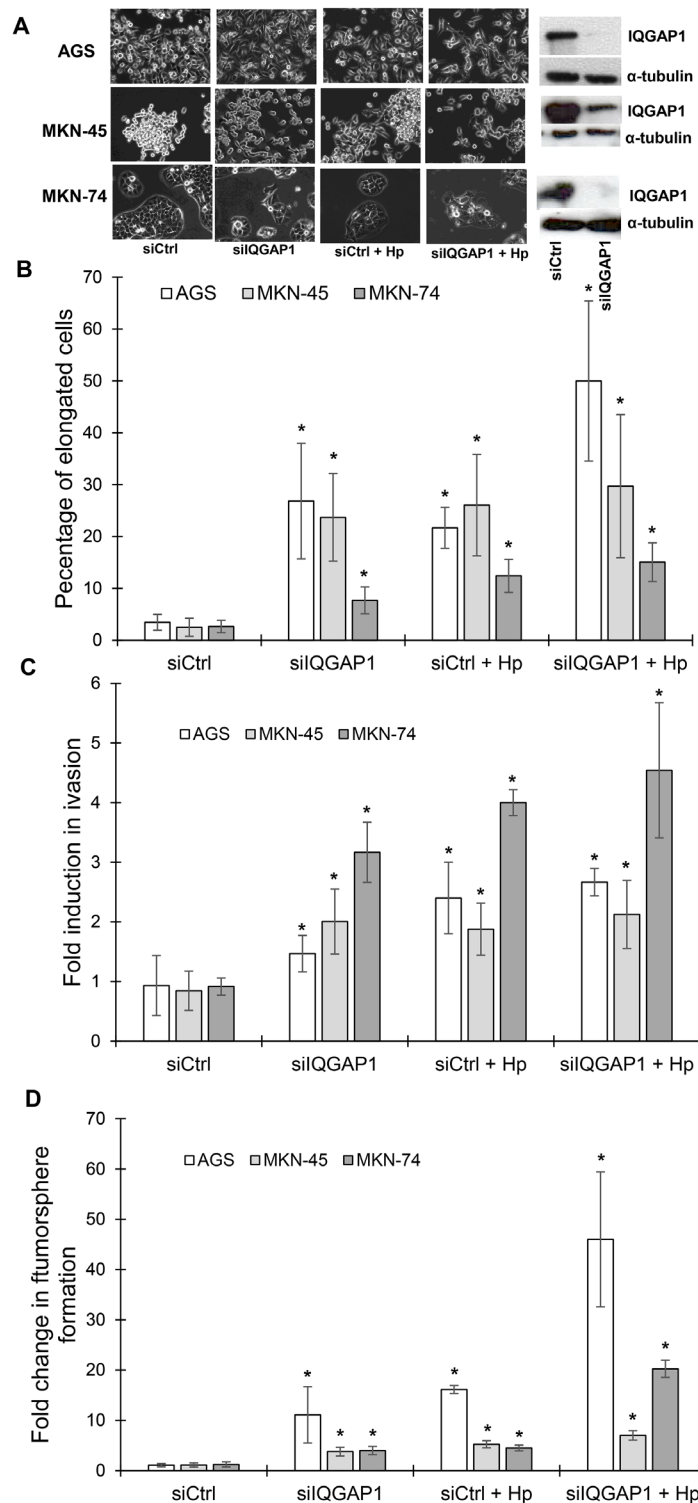 A
AGS
IQGAP1
α-tubulin
MKN-45
IQGAP1
α-tubulin
MKN-74
IQGAP1
α-tubulin
siCtrl siIQGAP1 siCtrl + Hp siIQGAP1 + Hp
siCtrl
siIQGAP1
B
70
60
50
40
30
20
10
0
Pecentage of elongated cells
AGS MKN-45 MKN-74
* * * * * * * * *
siCtrl siIQGAP1 siCtrl + Hp siIQGAP1 + Hp
C
6
5
4
3
2
1
0
Fold induction in ivasion
AGS MKN-45 MKN-74
* * * * * * * * *
siCtrl siIQGAP1 siCtrl + Hp siIQGAP1 + Hp
D
70
60
50
40
30
20
10
0
Fold change in ftumorsphere
formation
AGS MKN-45 MKN-74
* * * * * * * * *
siCtrl siIQGAP1 siCtrl + Hp siIQGAP1 + Hp